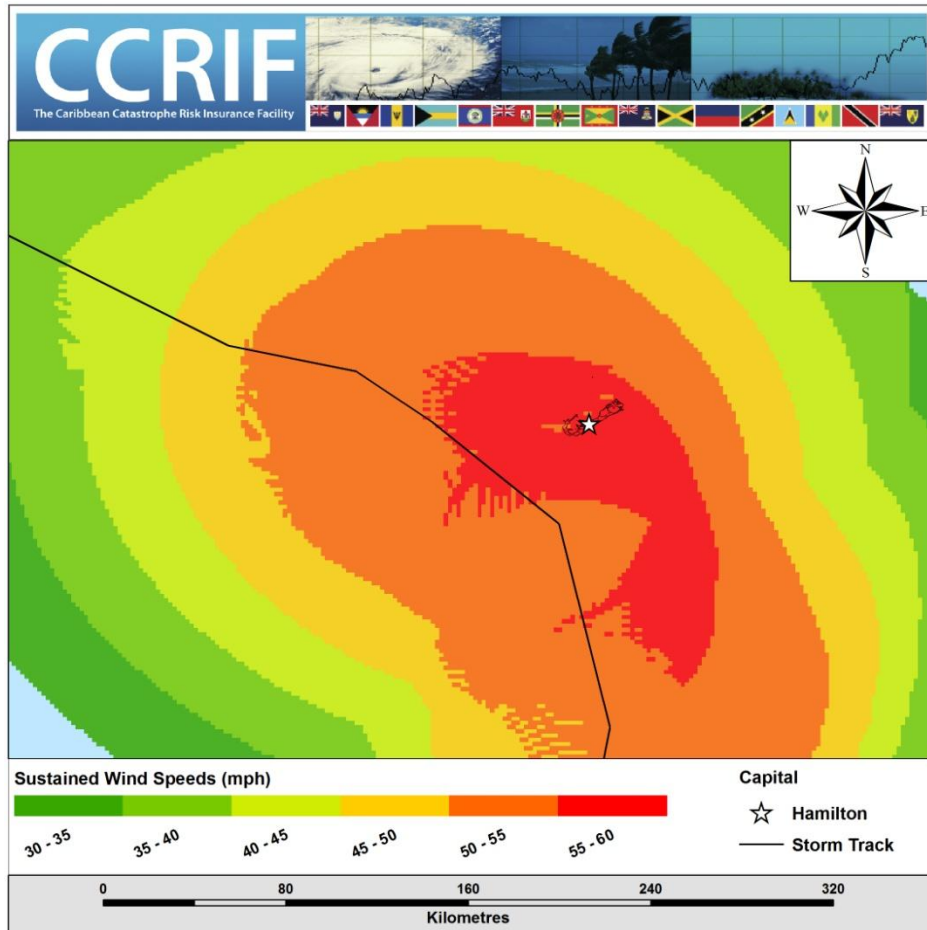 CCRIF
The Caribbean Catastrophe Risk Insurance Facility
N
W E
S
Sustained Wind Speeds (mph)
30 - 35
35 - 40
40 - 45
45 - 50
50 - 55
55 - 60
Capital
Hamilton
Storm Track
0 80 160 240 320
Kilometres